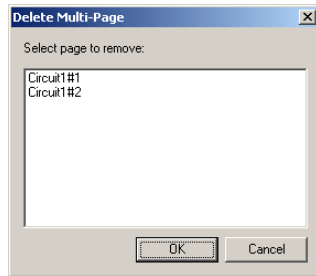 Delete Multi-Page
Select page to remove:
Circuit1#1
Circuit1#2
OK
Cancel